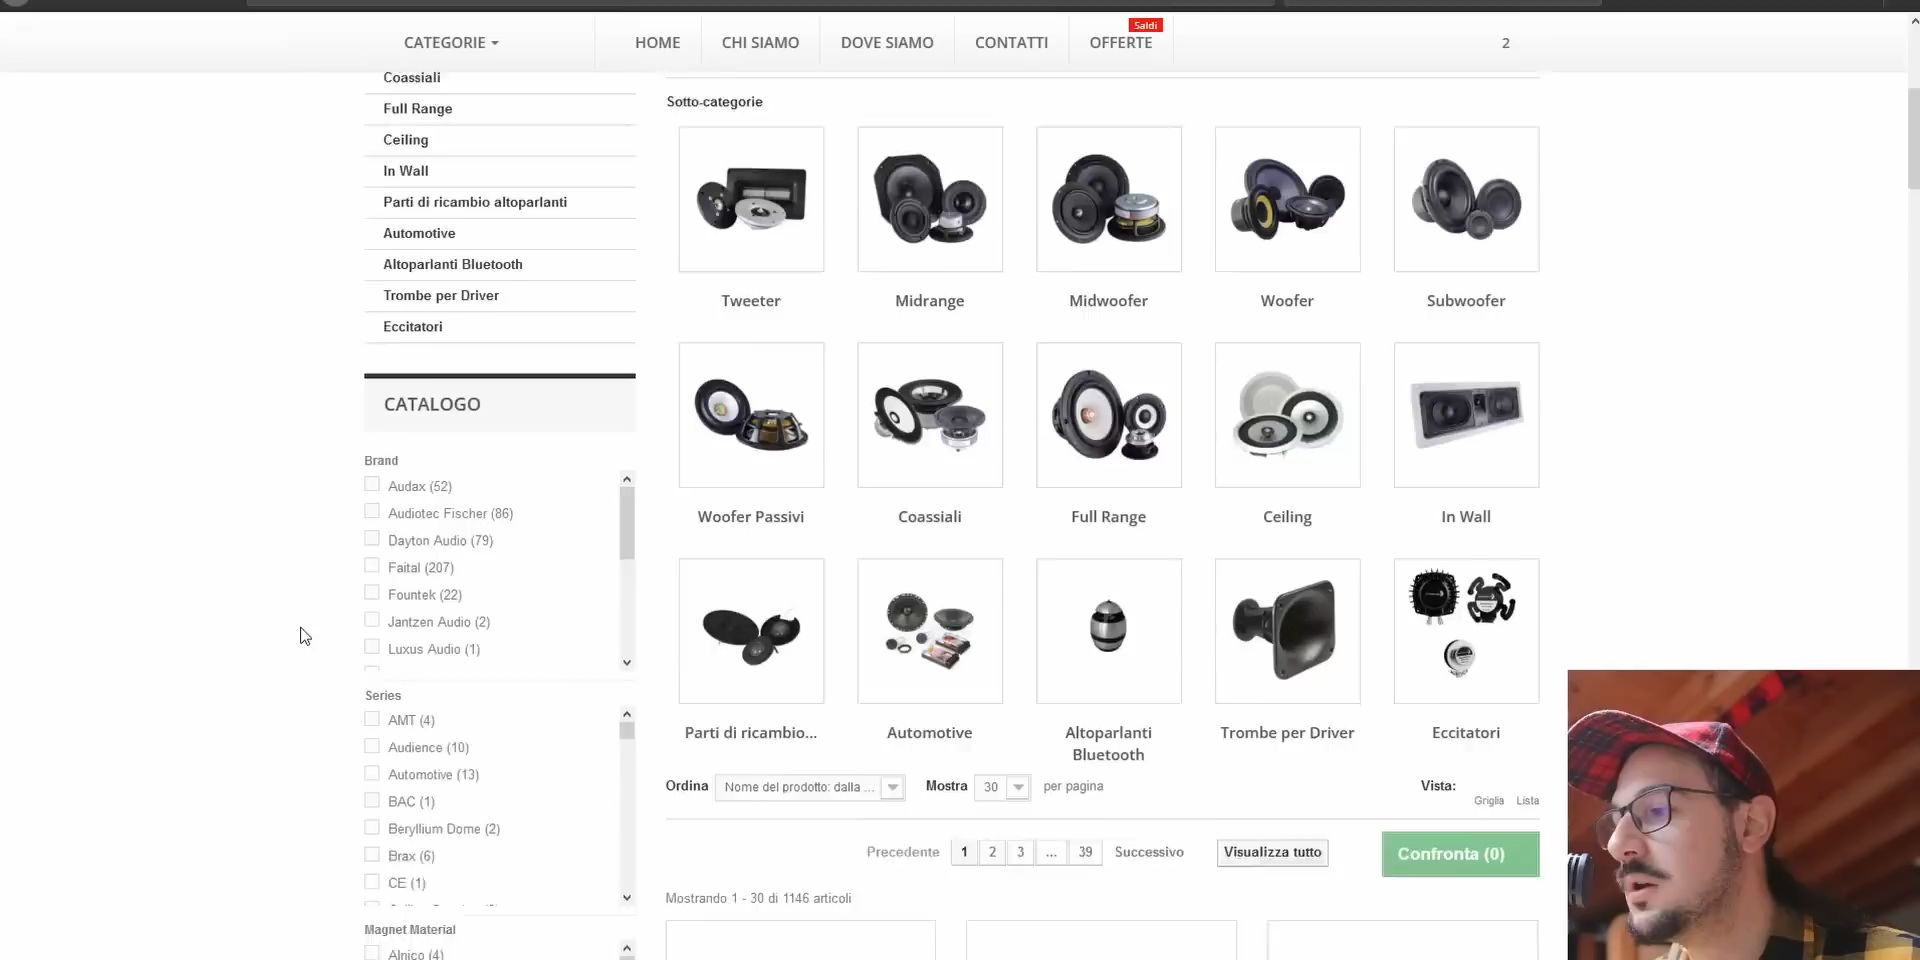 Saldi
CATEGORIE
HOME
CHI SIAMO
DOVE SIAMO
CONTATTI
OFFERTE
2
Coassiali
Full Range
Ceiling
In Wall
Parti di ricambio altoparlanti
Automotive
Altoparlanti Bluetooth
Trombe per Driver
Eccitatori
CATALOGO
Brand
Audax (52)
Audiotec Fischer (86)
Dayton Audio (79)
Faital (207)
Fountek (22)
Jantzen Audio (2)
Luxus Audio (1)
Series
AMT (4)
Audience (10)
Automotive (13)
BAC (1)
Beryllium Dome (2)
Brax (6)
CE (1)
Magnet Material
Alnico (4)
Sotto-categorie
Tweeter
Midrange
Midwoofer
Woofer
Subwoofer
Woofer Passivi
Coassiali
Full Range
Ceiling
In Wall
Parti di ricambio...
Automotive
Altoparlanti
Bluetooth
Trombe per Driver
Eccitatori
Ordina
Nome del prodotto: dalla ...
Mostra
30
per pagina
Vista:
Griglia
Lista
Precedente
1
2
3
...
39
Successivo
Visualizza tutto
Confronta (0)
Mostrando 1 - 30 di 1146 articoli